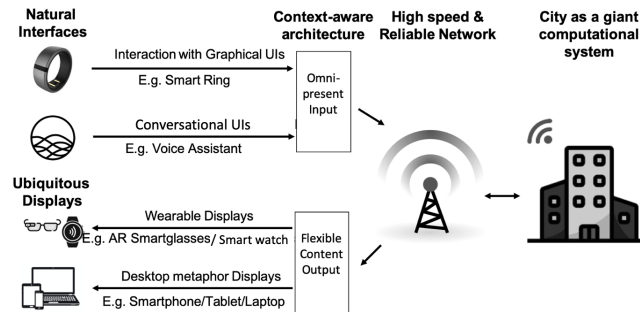 Natural
Interfaces
Context-aware
architecture
High speed &
Reliable Network
City as a giant
computational
system
Interaction with Graphical UIs
E.g. Smart Ring
Omni-
present
Input
Conversational UIs
E.g. Voice Assistant
Ubiquitous
Displays
Wearable Displays
E.g. AR Smartglasses/ Smart watch
Flexible
Content
Output
Desktop metaphor Displays
E.g. Smartphone/Tablet/Laptop